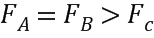 F_A = F_B > F_c